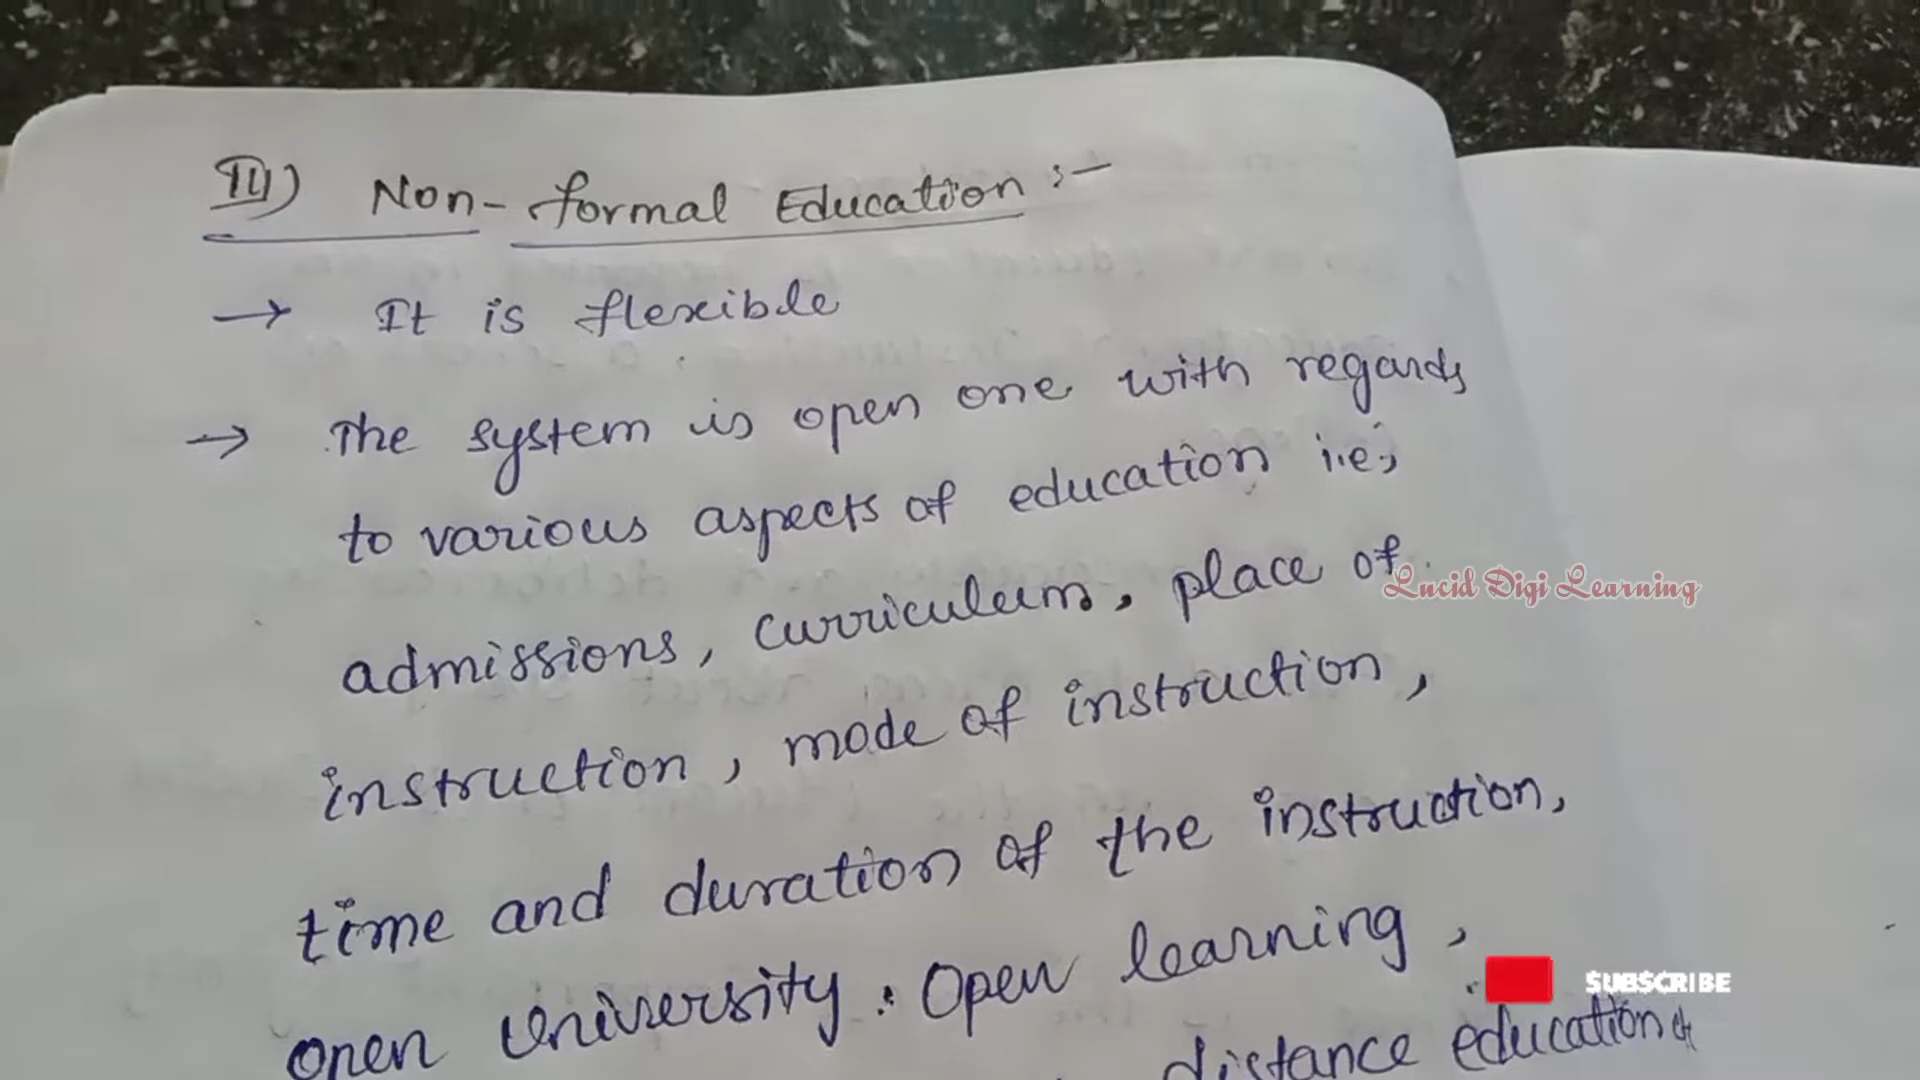 III) Non-formal Education :-
→ It is flexible
→ The system is open one with regards
to various aspects of education i.e;
admissions, curriculum, place of
Lucid Digi Learning
instruction, mode of instruction,
time and duration of the instruction,
open university. Open learning,
SUBSCRIBE
distance education